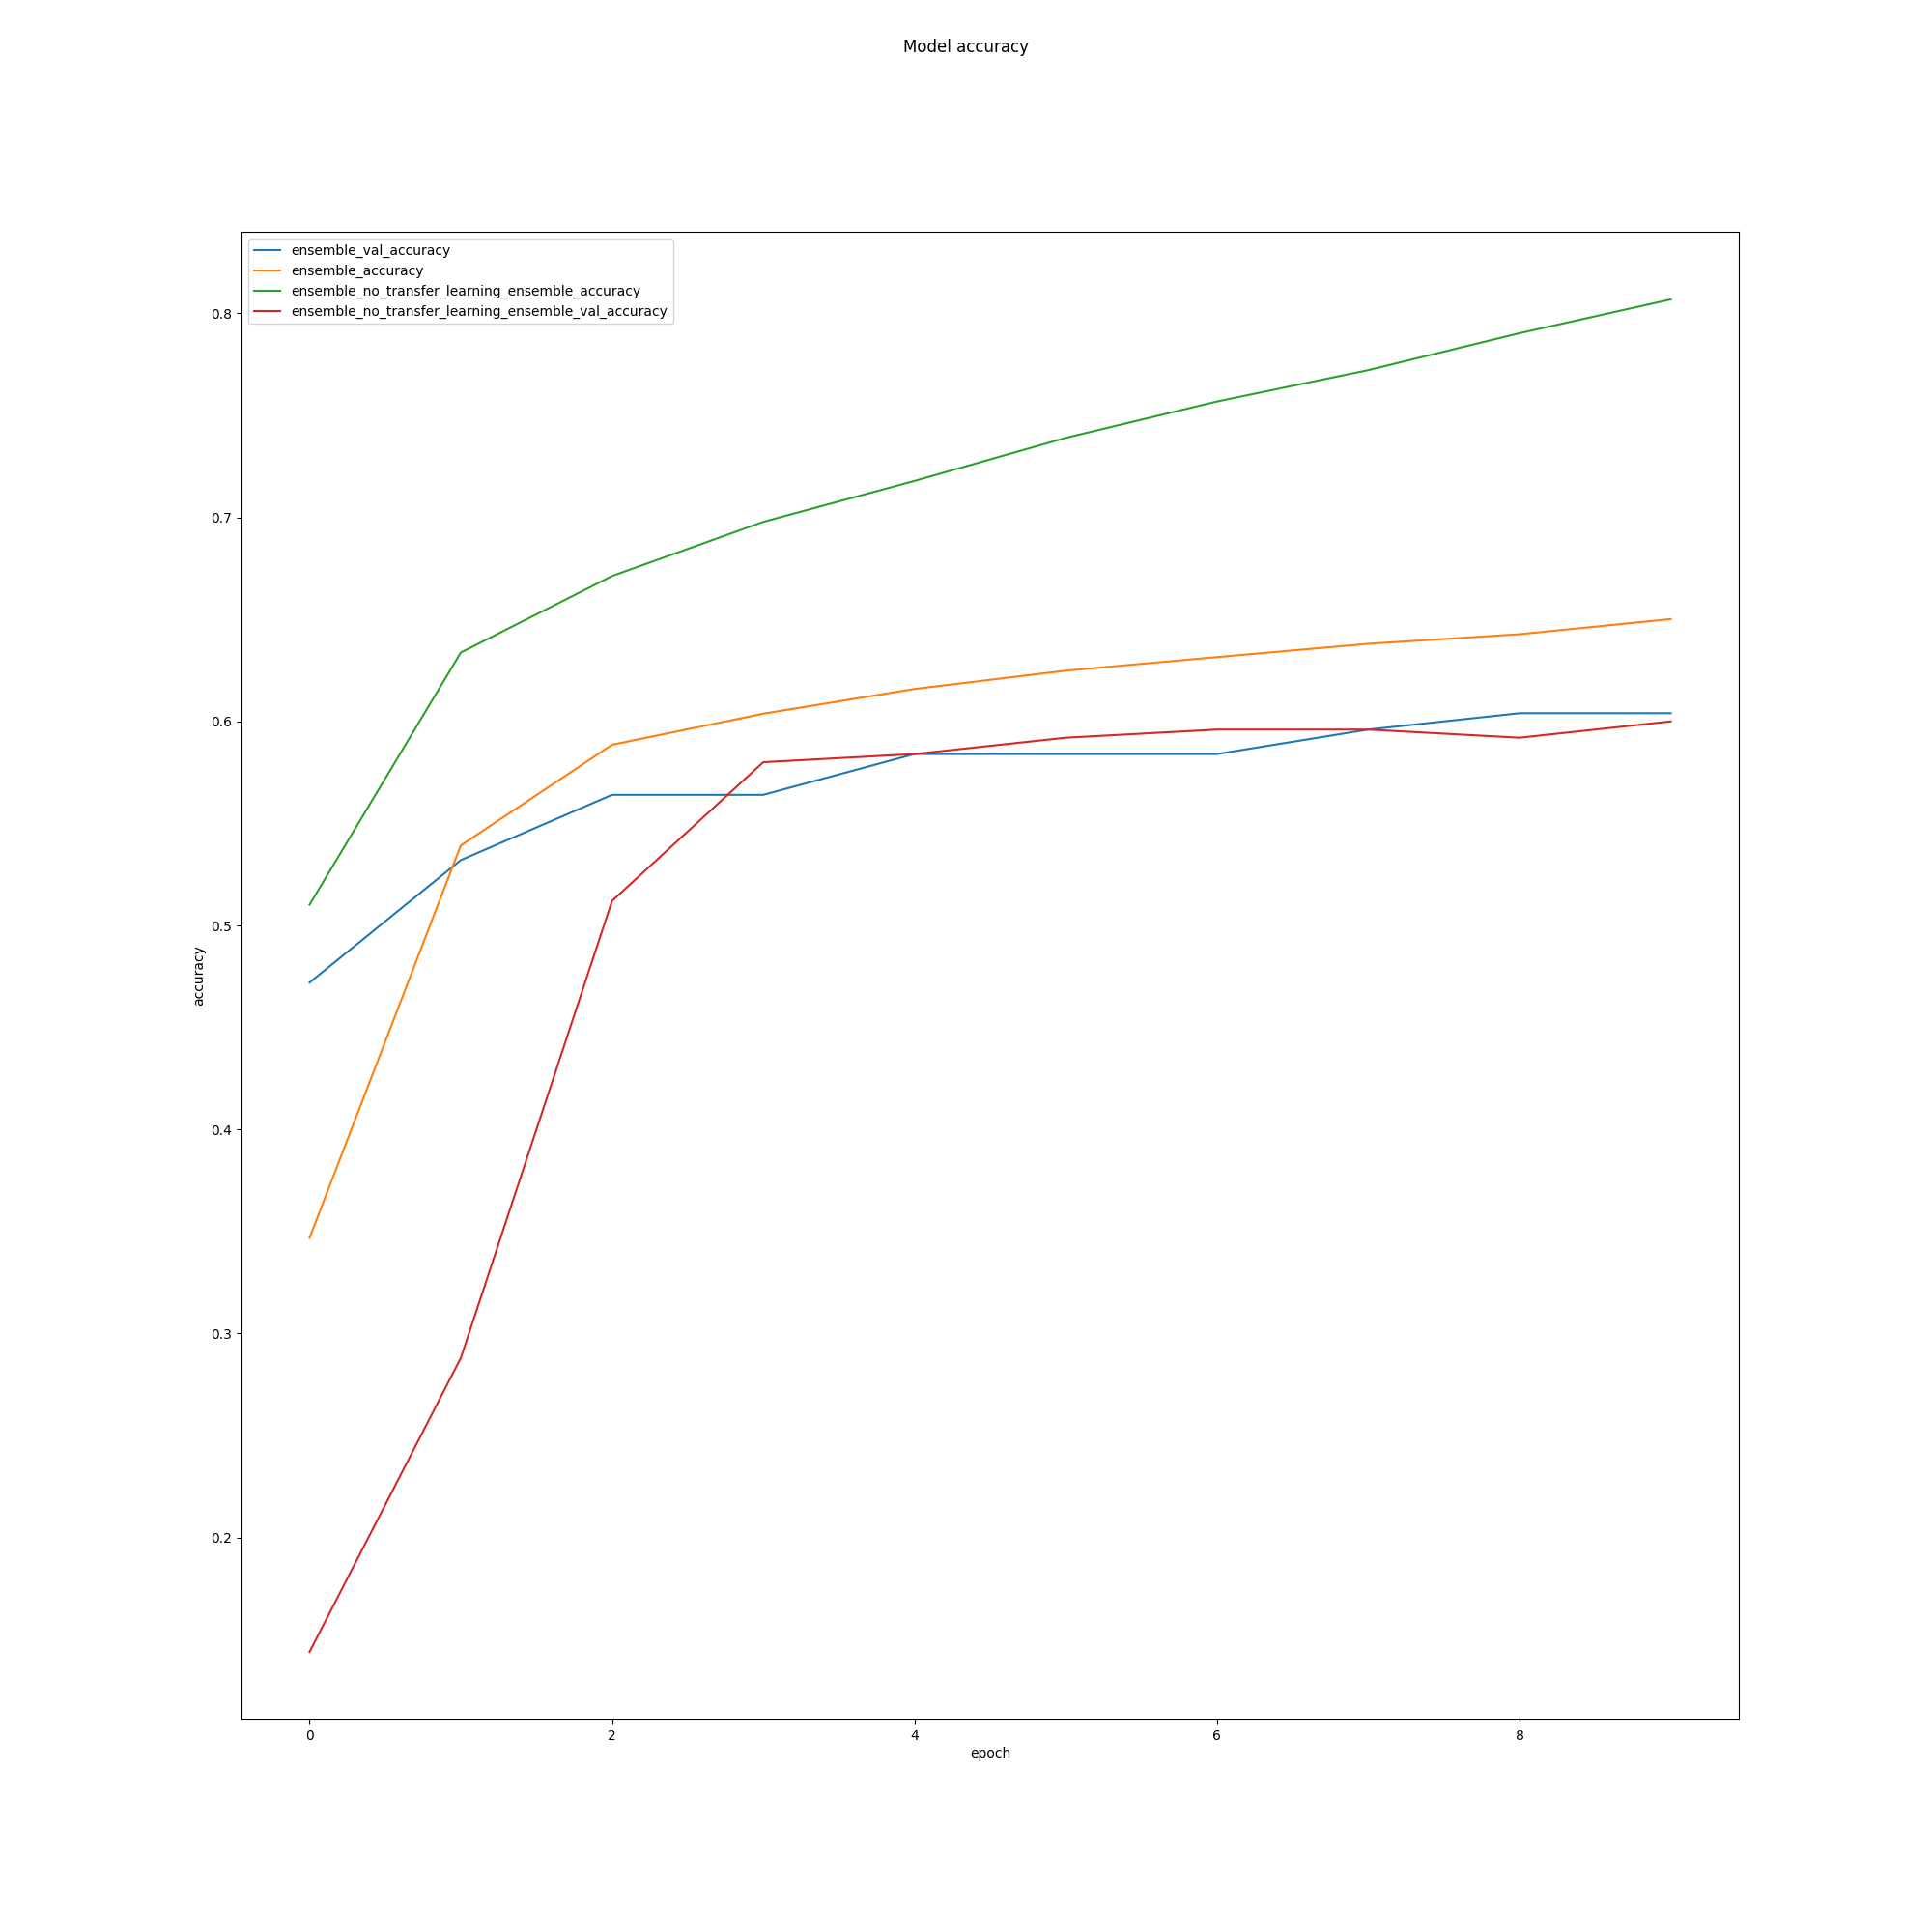 Model accuracy
ensemble_val_accuracy
ensemble_accuracy
ensemble_no_transfer_learning_ensemble_accuracy
ensemble_no_transfer_learning_ensemble_val_accuracy
0.8
0.7
0.6
0.5
0.4
0.3
0.2
accuracy
0 2 4 6 8
epoch